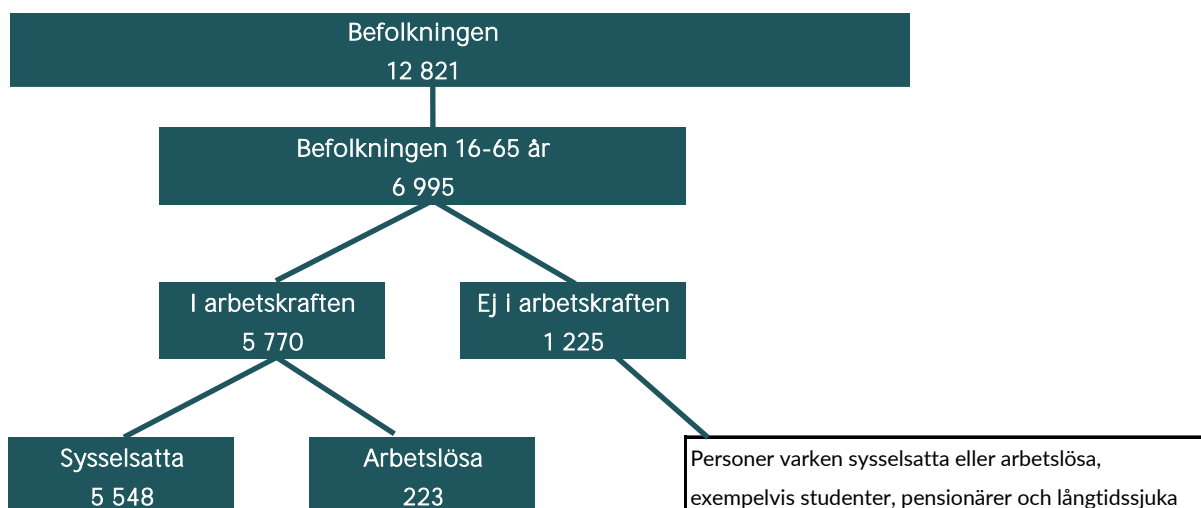 Befolkningen
12 821
Befolkningen 16-65 år
6 995
I arbetskraften
5 770
Ej i arbetskraften
1 225
Sysselsatta
5 548
Arbetslösa
223
Personer varken sysselsatta eller arbetslösa,
exempelvis studenter, pensionärer och långtidssjuka